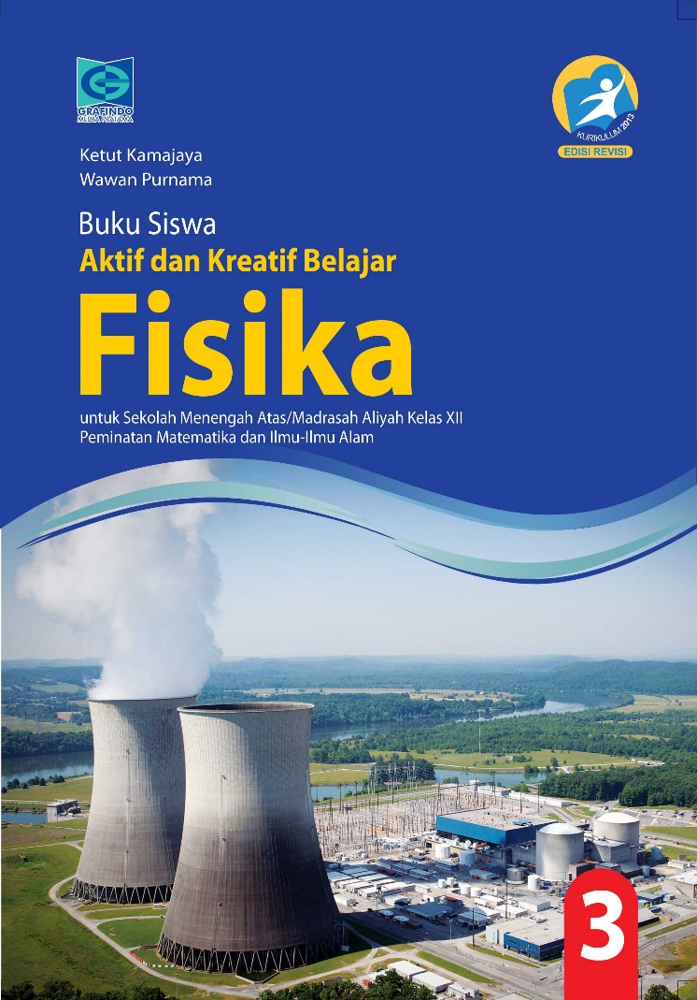 GRAFINDO
MEDIA PRATAMA
KURIKULUM 2013
EDISI REVISI
Ketut Kamajaya
Wawan Purnama
Buku Siswa
Aktif dan Kreatif Belajar
Fisika
untuk Sekolah Menengah Atas/Madrasah Aliyah Kelas XII
Peminatan Matematika dan Ilmu-Ilmu Alam
3